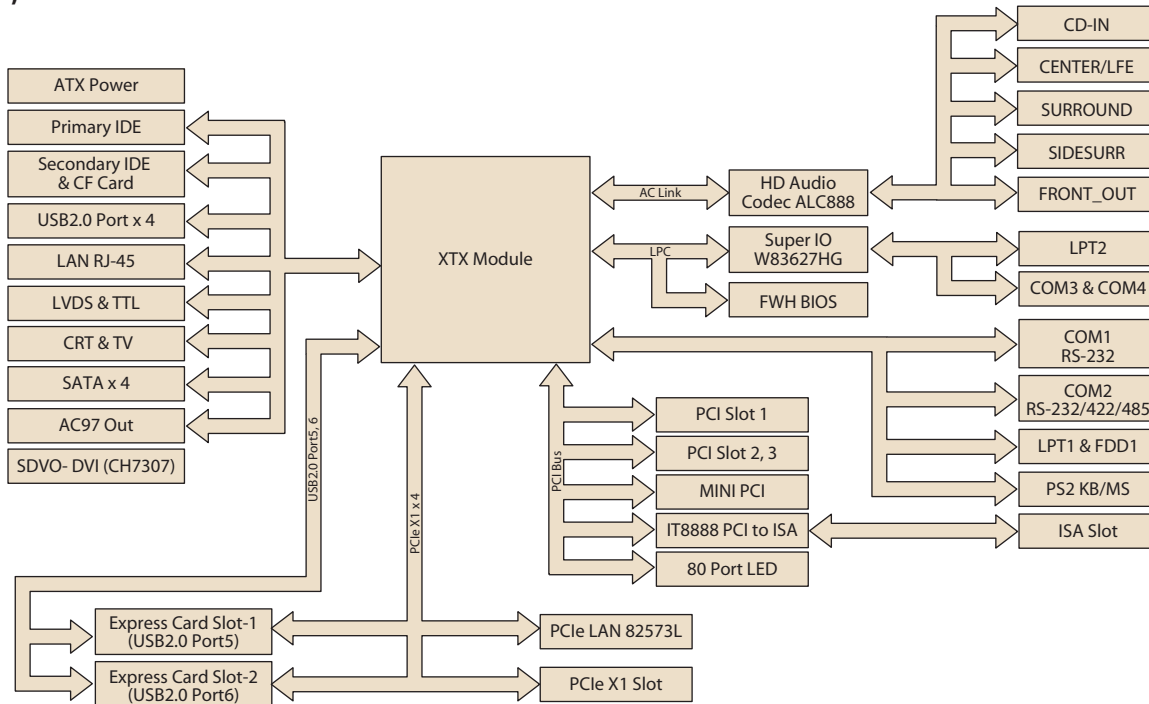 ATX Power
Primary IDE
Secondary IDE
& CF Card
USB2.0 Port x 4
LAN RJ-45
LVDS & TTL
CRT & TV
SATA x 4
AC97 Out
SDVO- DVI (CH7307)
XTX Module
AC Link
HD Audio
Codec ALC888
CD-IN
CENTER/LFE
SURROUND
SIDESURR
FRONT_OUT
LPC
Super IO
W83627HG
FWH BIOS
LPT2
COM3 & COM4
COM1
RS-232
COM2
RS-232/422/485
LPT1 & FDD1
PS2 KB/MS
ISA Slot
PCI Bus
PCI Slot 1
PCI Slot 2, 3
MINI PCI
IT8888 PCI to ISA
80 Port LED
USB2.0 Port5, 6
PCIe X1 x 4
Express Card Slot-1
(USB2.0 Port5)
Express Card Slot-2
(USB2.0 Port6)
PCIe LAN 82573L
PCIe X1 Slot